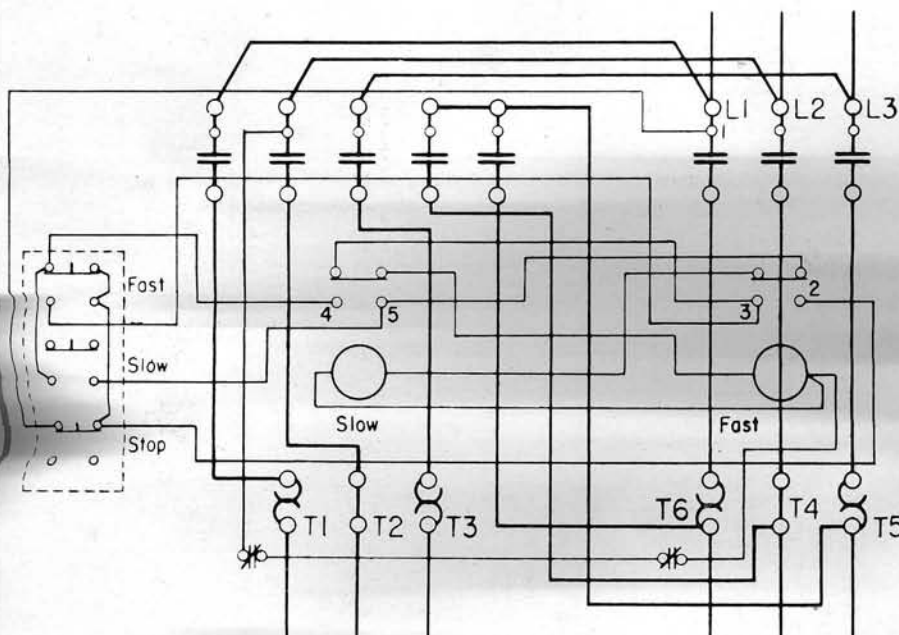 L1 L2 L3
1
Fast
2
4 5 3
Slow
Slow Fast
Stop
T1 T2 T3 T6 T4 T5